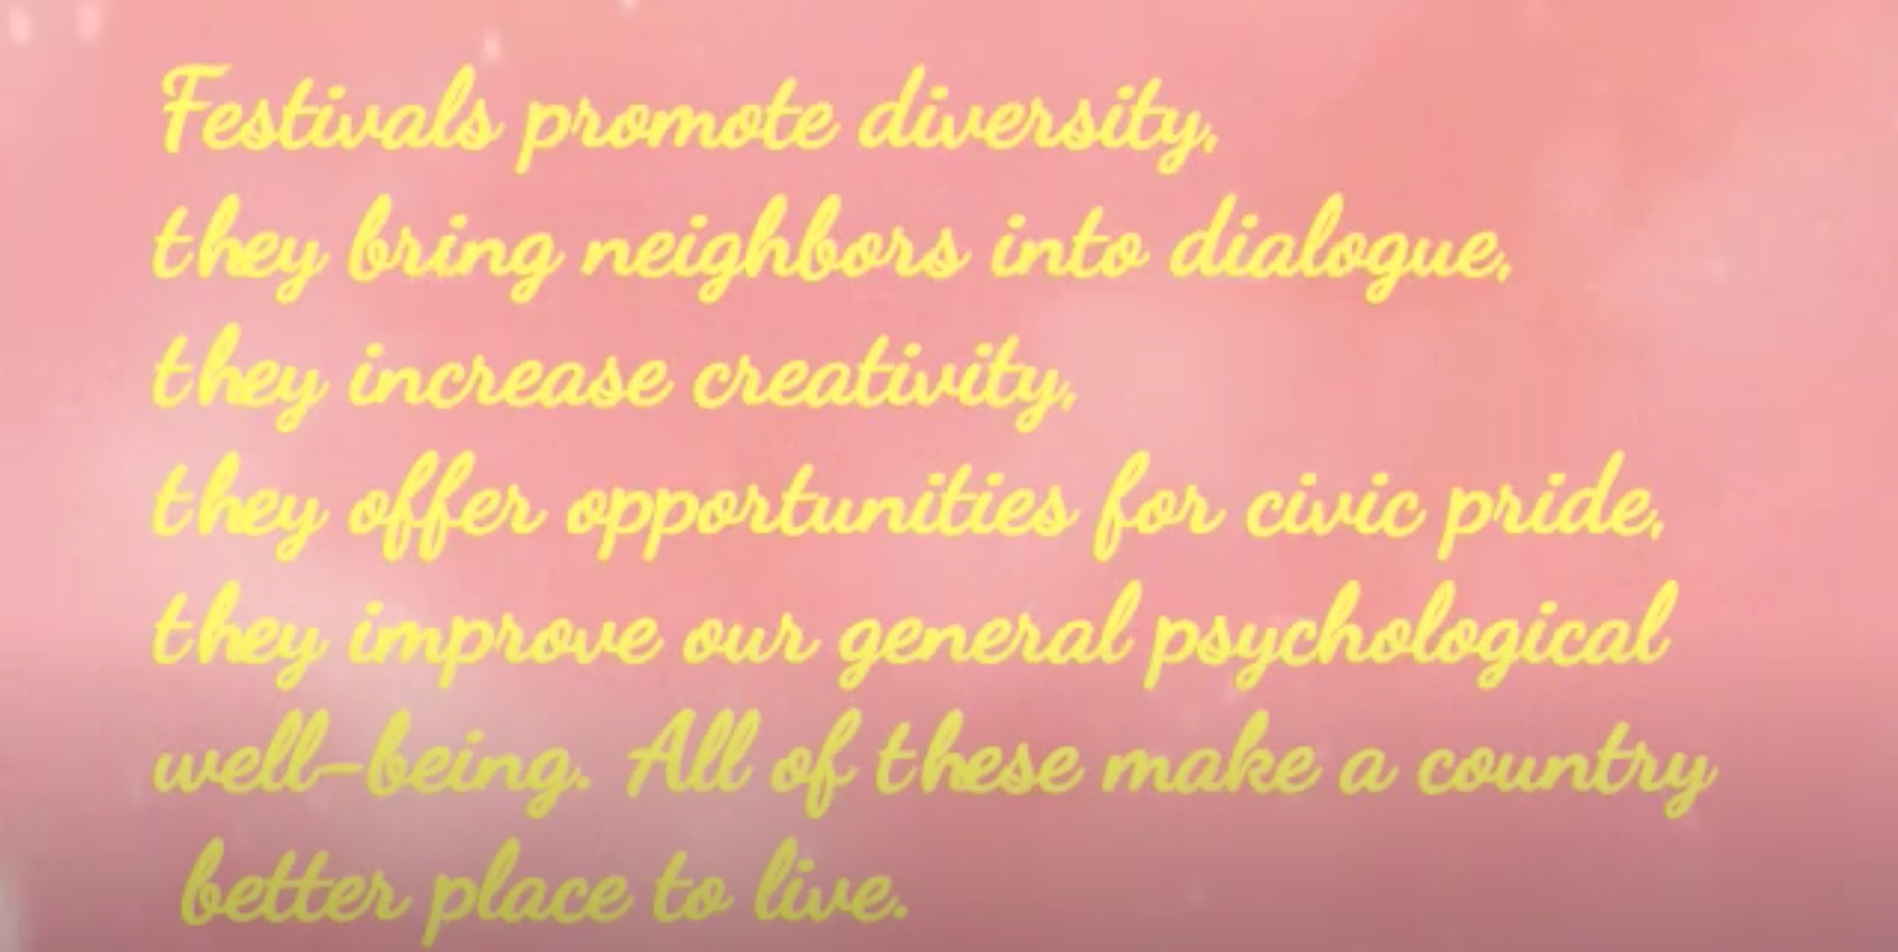 Festivals promote diversity,
they bring neighbors into dialogue,
they increase creativity,
they offer opportunities for civic pride,
they improve our general psychological
well-being. All of these make a country
better place to live.